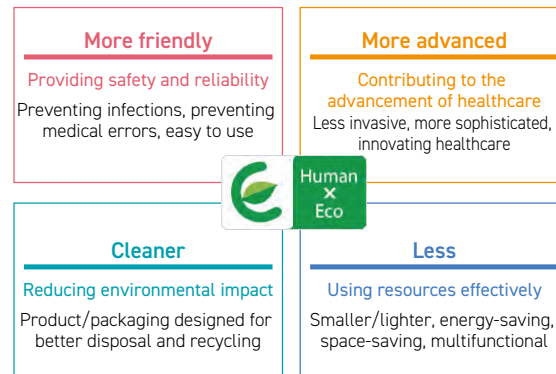 More friendly
Providing safety and reliability
Preventing infections, preventing
medical errors, easy to use
More advanced
Contributing to the
advancement of healthcare
Less invasive, more sophisticated,
innovating healthcare
Human
×
Eco
Cleaner
Reducing environmental impact
Product/packaging designed for
better disposal and recycling
Less
Using resources effectively
Smaller/lighter, energy-saving,
space-saving, multifunctional